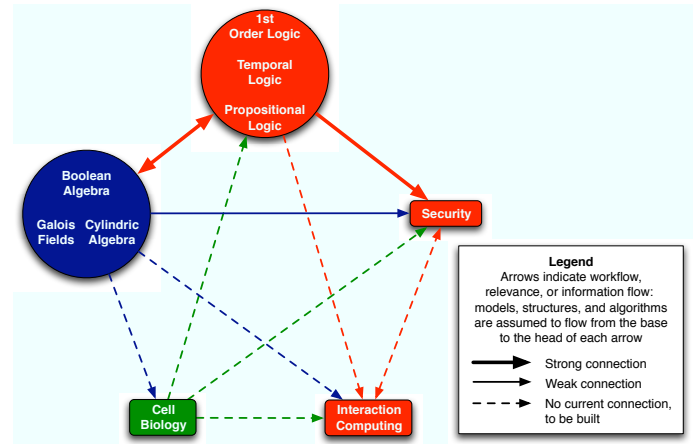 1st
Order Logic
Temporal
Logic
Propositional
Logic
Boolean
Algebra
Galois Cylindric
Fields Algebra
Security
Cell
Biology
Interaction
Computing
Legend
Arrows indicate workflow,
relevance, or information flow:
models, structures, and algorithms
are assumed to flow from the base
to the head of each arrow
Strong connection
Weak connection
No current connection,
to be built